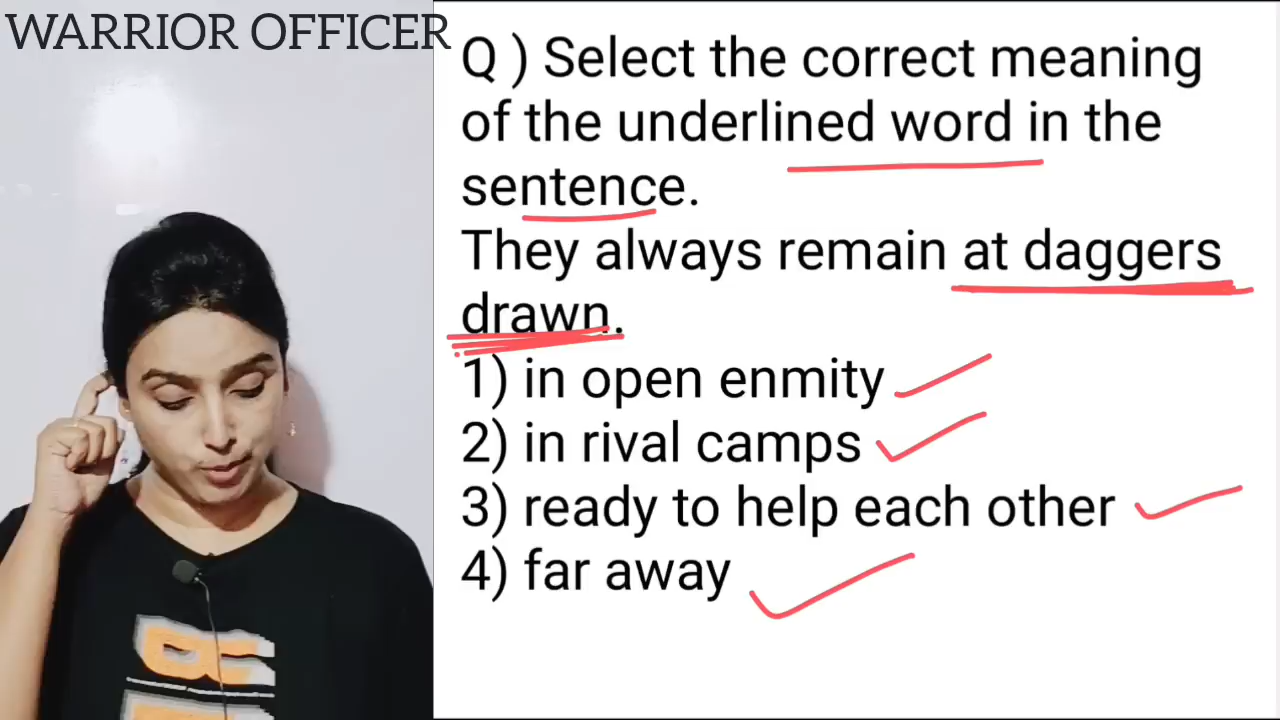 WARRIOR OFFICER
Q ) Select the correct meaning
of the underlined word in the
sentence.
They always remain at daggers
drawn.
1) in open enmity
2) in rival camps
3) ready to help each other
4) far away